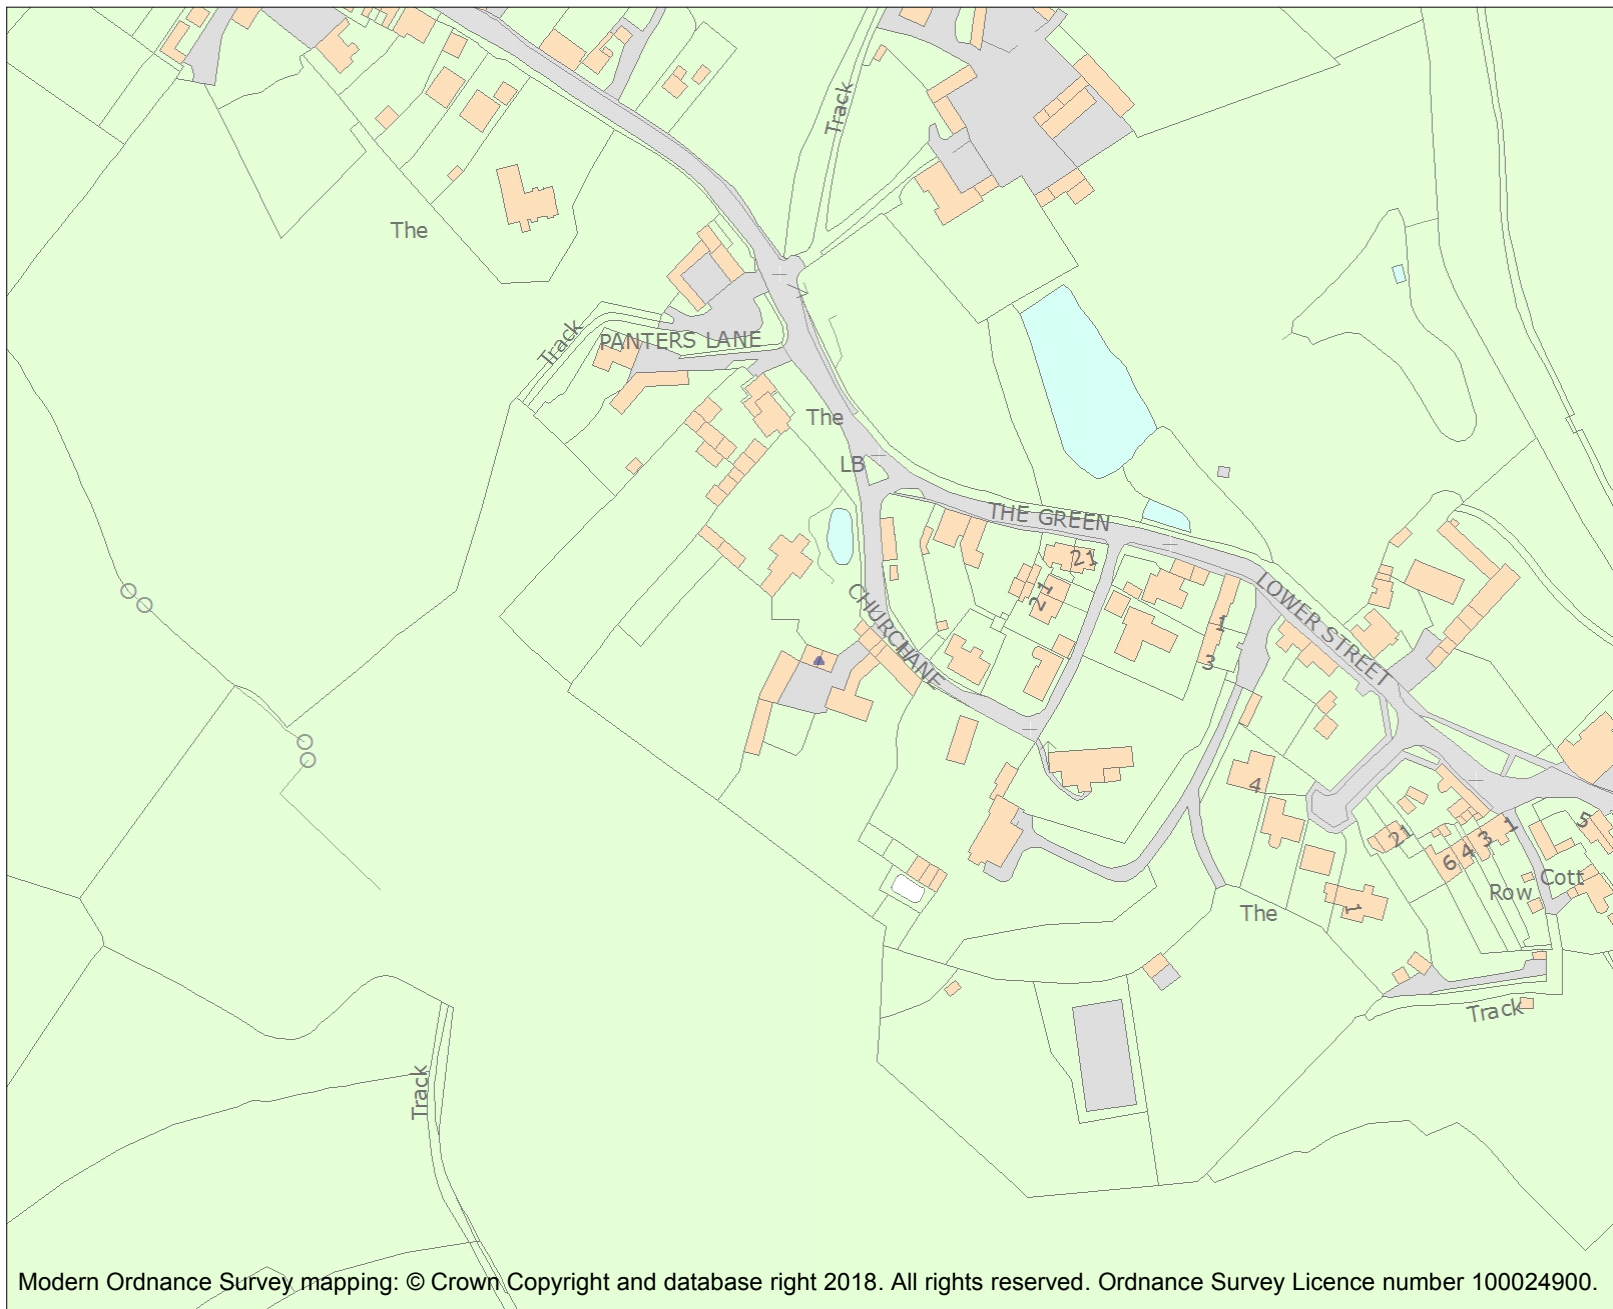 Track
The
Track
PANTERS LANE
The
LB
THE GREEN
21
21
CHURCH LANE
LOWER STREET
1
3
4
21
6 4 3 1
5
Row
Cott
The
1
Track
Track
Modern Ordnance Survey mapping: © Crown Copyright and database right 2018. All rights reserved. Ordnance Survey Licence number 100024900.